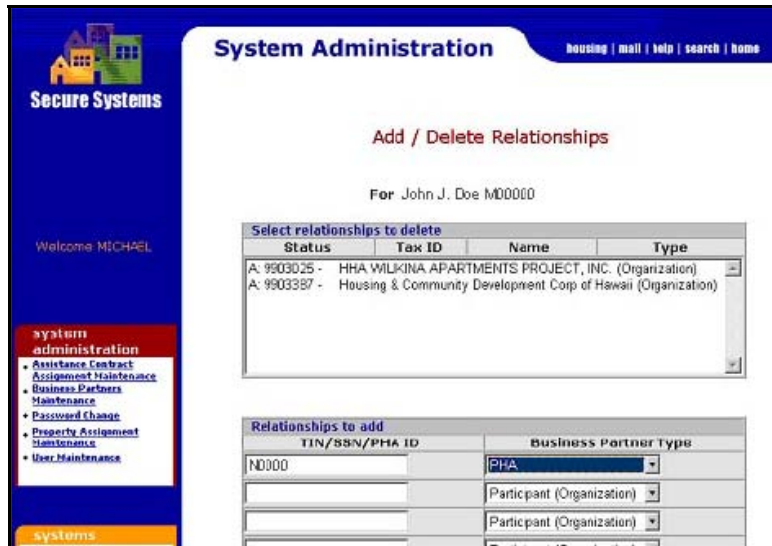 System Administration
housing | mail | help | search | home
Secure Systems
Add / Delete Relationships
For John J. Doe M00000
Welcome MICHAEL
Select relationships to delete
Status Tax ID Name Type
A: 9903025 - HHA WILIKINA APARTMENTS PROJECT, INC. (Organization)
A: 9903387 - Housing & Community Development Corp of Hawaii (Organization)
system
administration
Assistance Contract
Assignment Maintenance
Business Partners
Maintenance
Password Change
Property Assignment
Maintenance
User Maintenance
Relationships to add
TIN/SSN/PHA ID Business Partner Type
N0000 PHA
Participant (Organization)
Participant (Organization)
systems